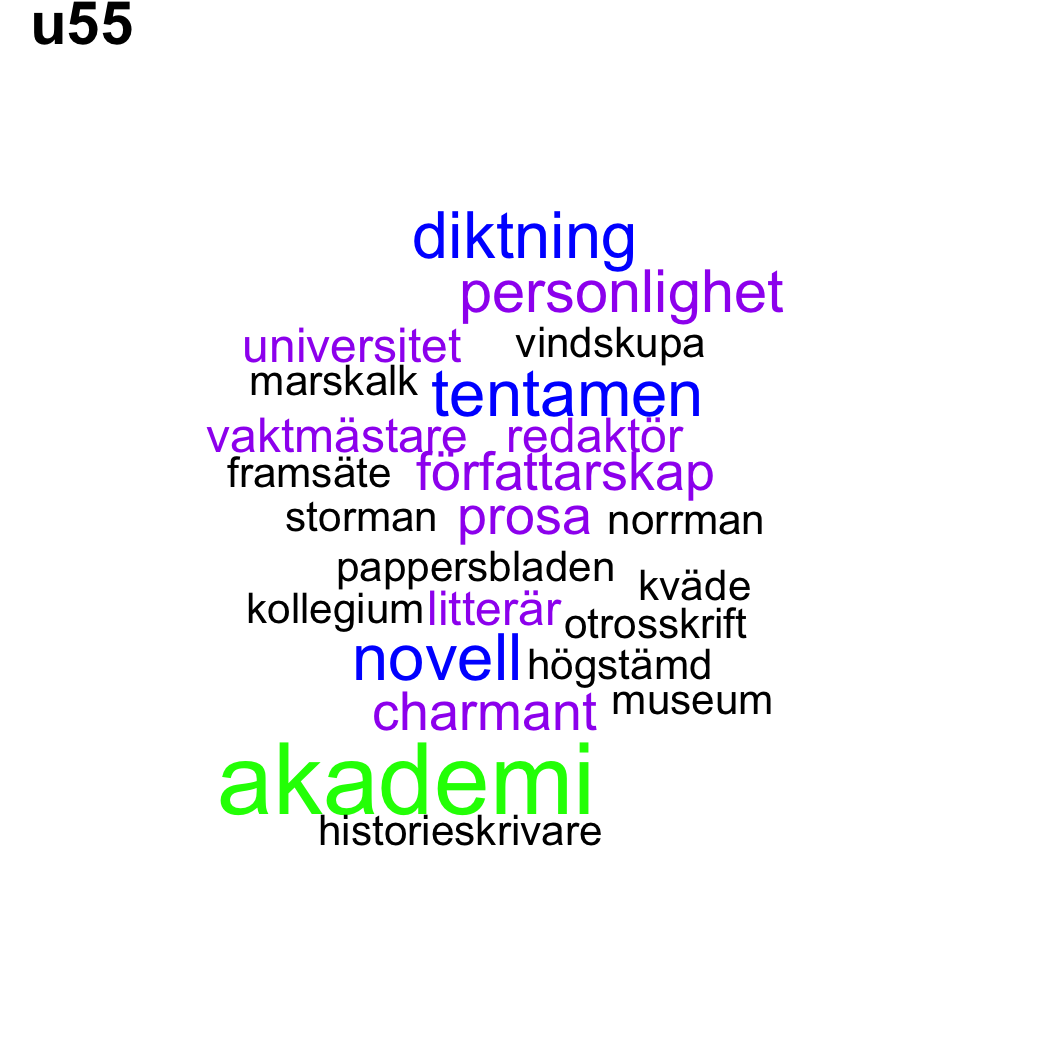 u55
diktning
personlighet
universitet vindskupa
marskalk tentamen
vaktmästare redaktör
framsäte författarskap
storman prosa norrman
pappersbladen kväde
kollegium litterär otrosskrift
novell högstämd
charmant museum
akademi
historieskrivare